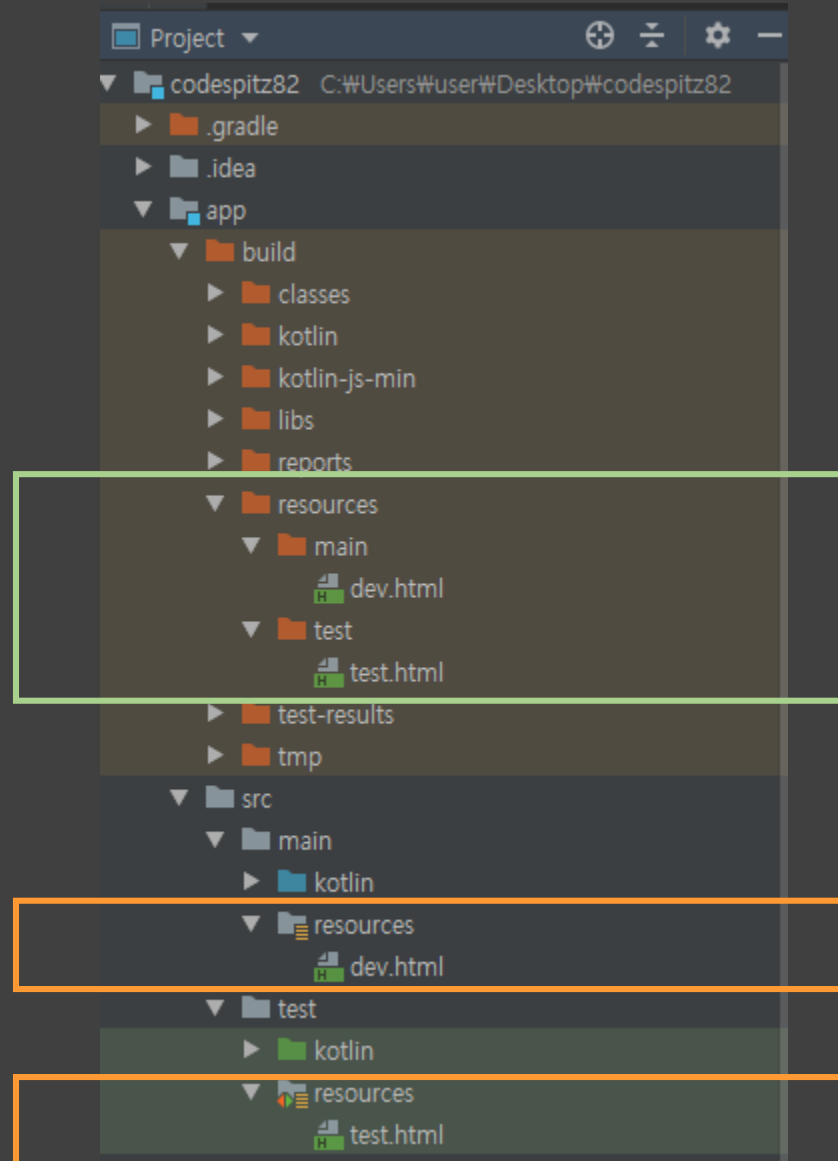 Project
codespitz82 C:₩Users₩user₩Desktop₩codespitz82
.gradle
.idea
app
build
classes
kotlin
kotlin-js-min
libs
reports
resources
main
dev.html
test
test.html
test-results
tmp
src
main
kotlin
resources
dev.html
test
kotlin
resources
test.html